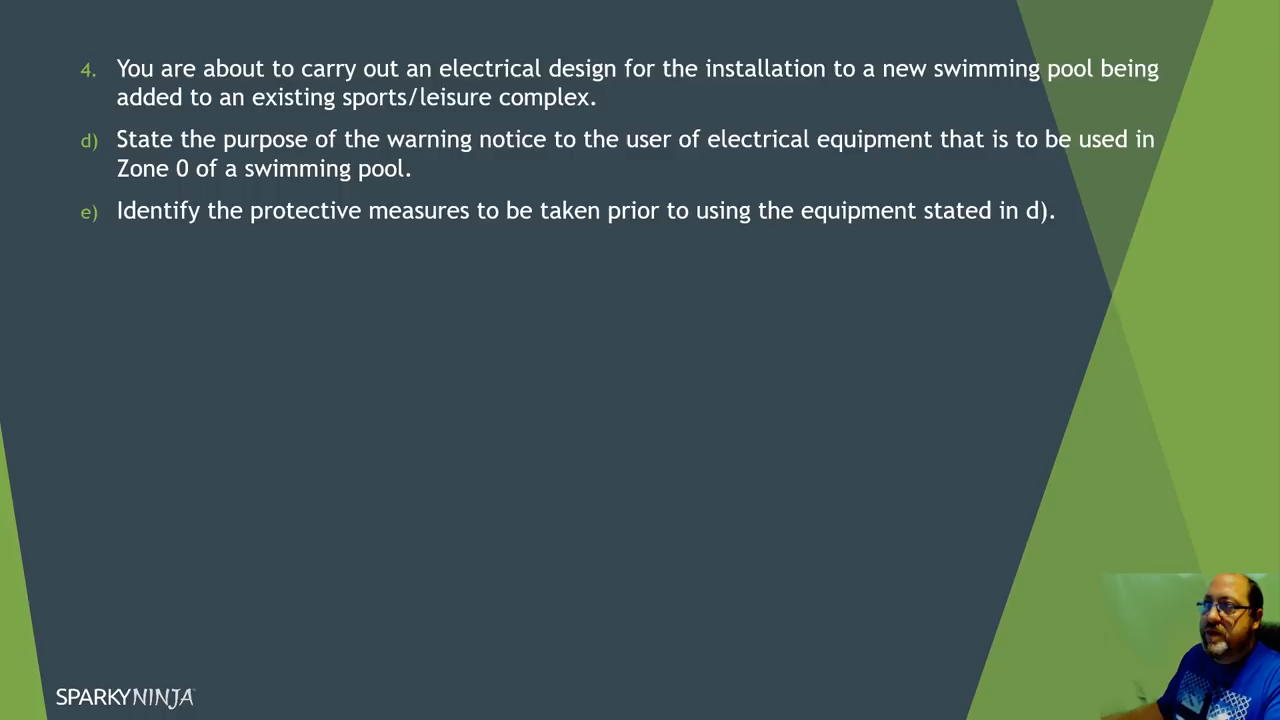 4. You are about to carry out an electrical design for the installation to a new swimming pool being
added to an existing sports/leisure complex.
d) State the purpose of the warning notice to the user of electrical equipment that is to be used in
Zone 0 of a swimming pool.
e) Identify the protective measures to be taken prior to using the equipment stated in d).
SPARKYNINJA